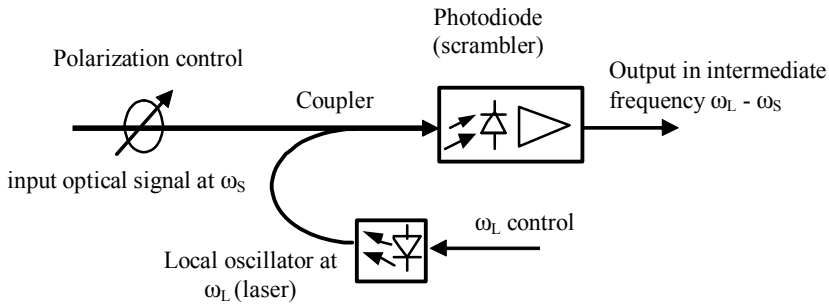 Photodiode
(scrambler)
Polarization control
Output in intermediate
frequency ωL - ωS
Coupler
input optical signal at ωS
ωL control
Local oscillator at
ωL (laser)